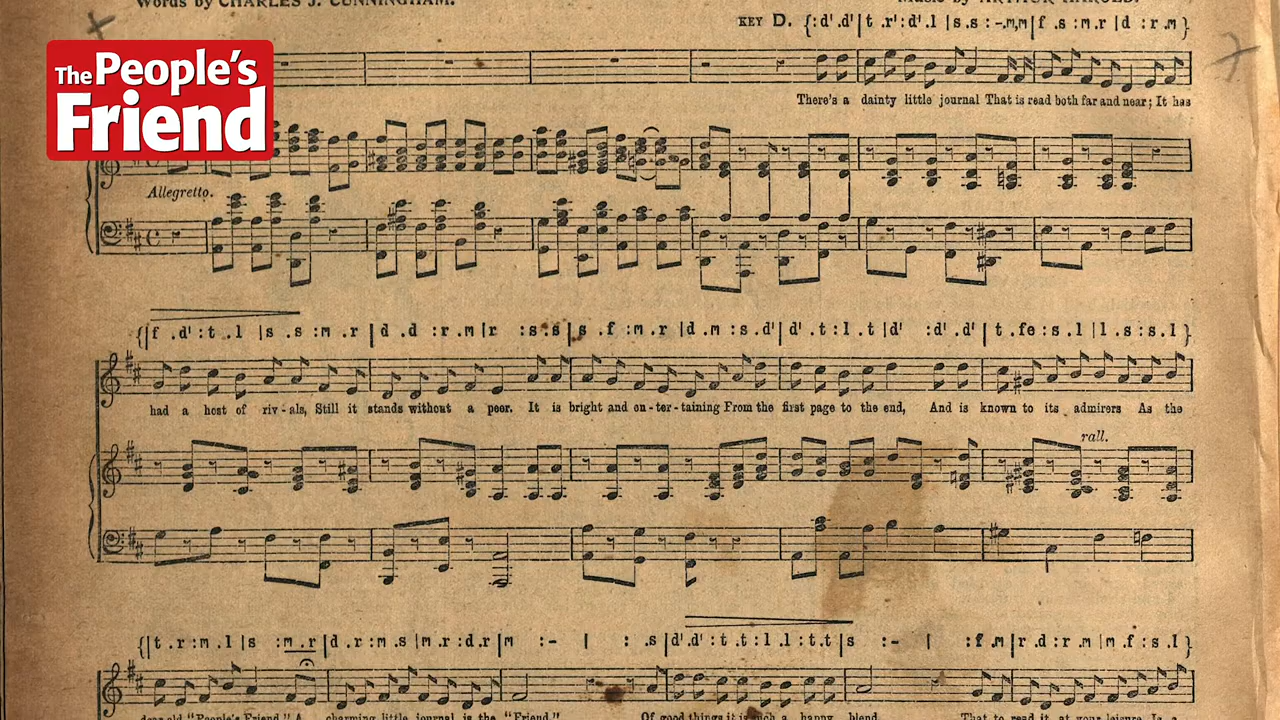 Words by CHARLES J. CUNNINGHAM.
Music by ARTHUR HAROLD.
KEY D. {:d'.d'|t .r':d'.l |s.s :-.m,m|f .s :m.r |d :r.m}
The People's Friend
There's a dainty little journal That is read both far and near; It has
Allegretto.
{|f .d':t .l |s.s :m.r |d.d :r.m|r :s.s|s .f :m.r |d.m :s.d'|d'.t:l.t|d' :d'.d'|t.fe:s.l|l.s:s.l}
had a host of riv-als, Still it stands without a peer. It is bright and en-ter-taining From the first page to the end, And is known to its admirers As the
rall.
{|t.r:m.l|s :m.r|d.r:m.s|m.r:d.r|m :- | : .s|d'.d':t.t|l.l:t.t|s :- | :f.m|r.d:r.m|m.f:s.l}
dear old "People's Friend." A charming little journal is the "Friend," Of good things it is such a happy blend, That to read it at your leisure Is a